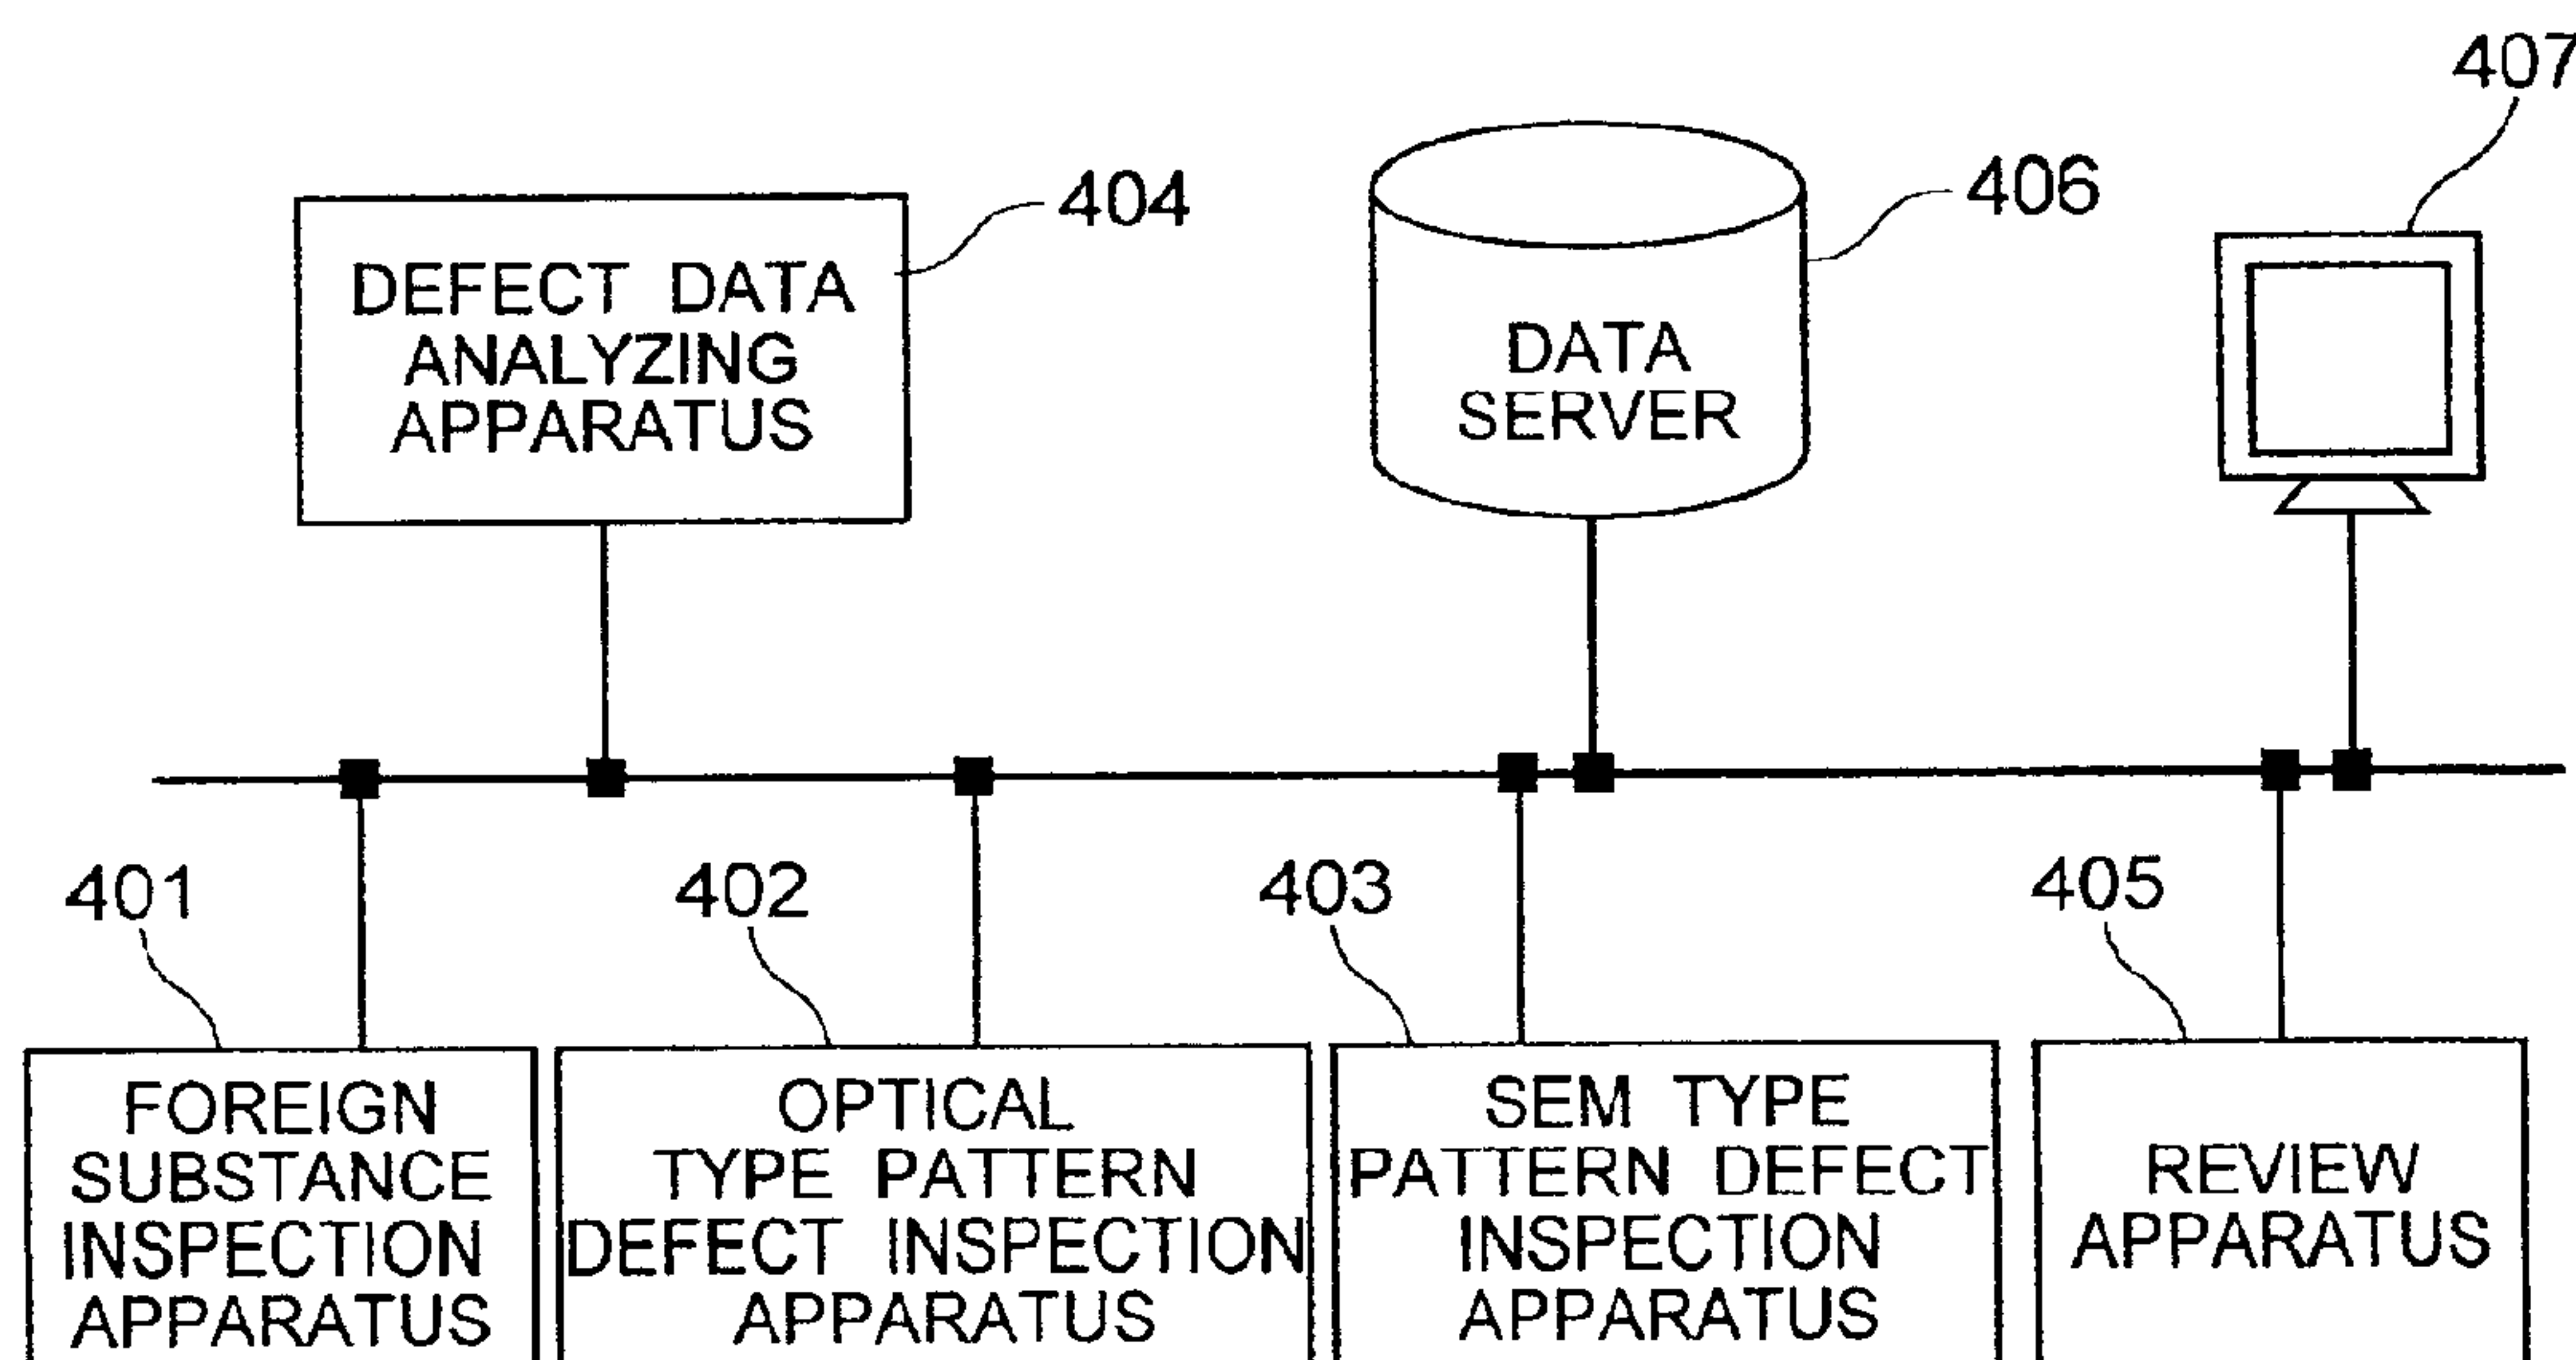 407
404
406
DEFECT DATA
ANALYZING
APPARATUS
DATA
SERVER
401
402
403
405
FOREIGN
SUBSTANCE
INSPECTION
APPARATUS
OPTICAL
TYPE PATTERN
DEFECT INSPECTION
APPARATUS
SEM TYPE
PATTERN DEFECT
INSPECTION
APPARATUS
REVIEW
APPARATUS